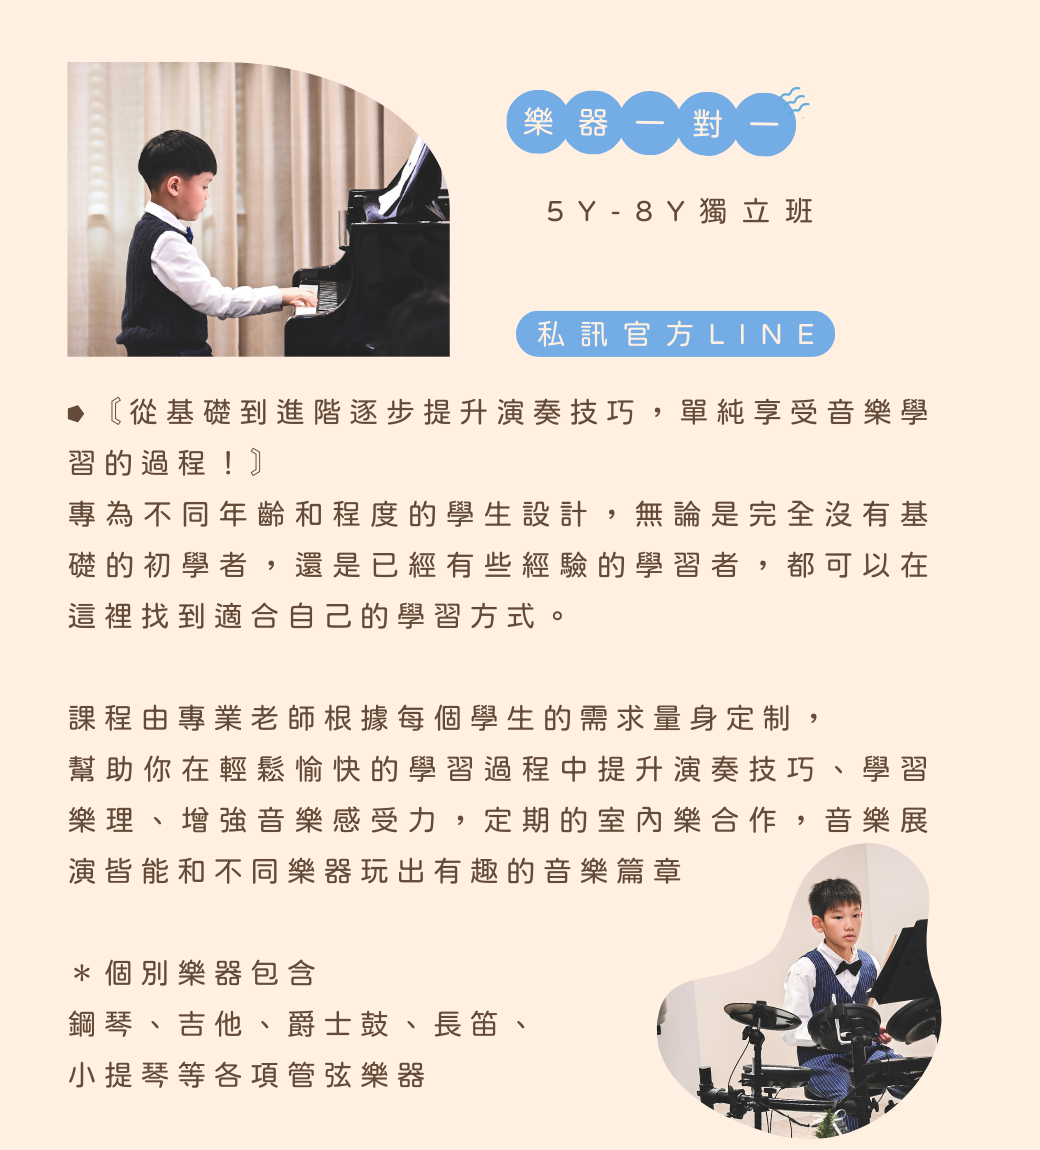 樂器一對一
5Y-8Y獨立班
私訊官方LINE
⬟〖從基礎到進階逐步提升演奏技巧，單純享受音樂學
習的過程！〗
專為不同年齡和程度的學生設計，無論是完全沒有基
礎的初學者，還是已經有些經驗的學習者，都可以在
這裡找到適合自己的學習方式。
課程由專業老師根據每個學生的需求量身定制，
幫助你在輕鬆愉快的學習過程中提升演奏技巧、學習
樂理、增強音樂感受力，定期的室內樂合作，音樂展
演皆能和不同樂器玩出有趣的音樂篇章
＊個別樂器包含
鋼琴、吉他、爵士鼓、長笛、
小提琴等各項管弦樂器